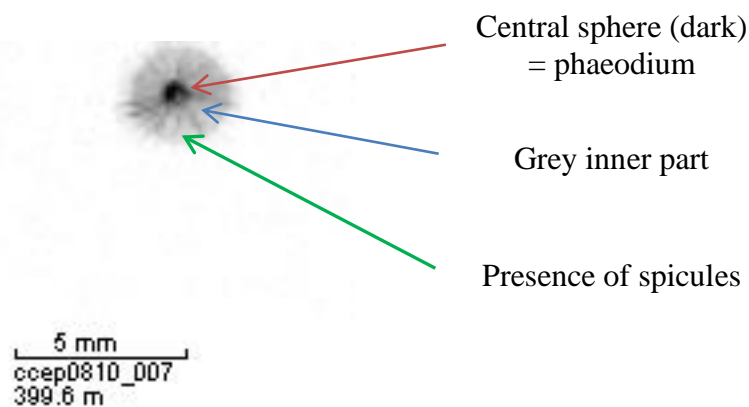 Central sphere (dark)
= phaeodium
Grey inner part
Presence of spicules
5 mm
ccep0810_007
399.6 m